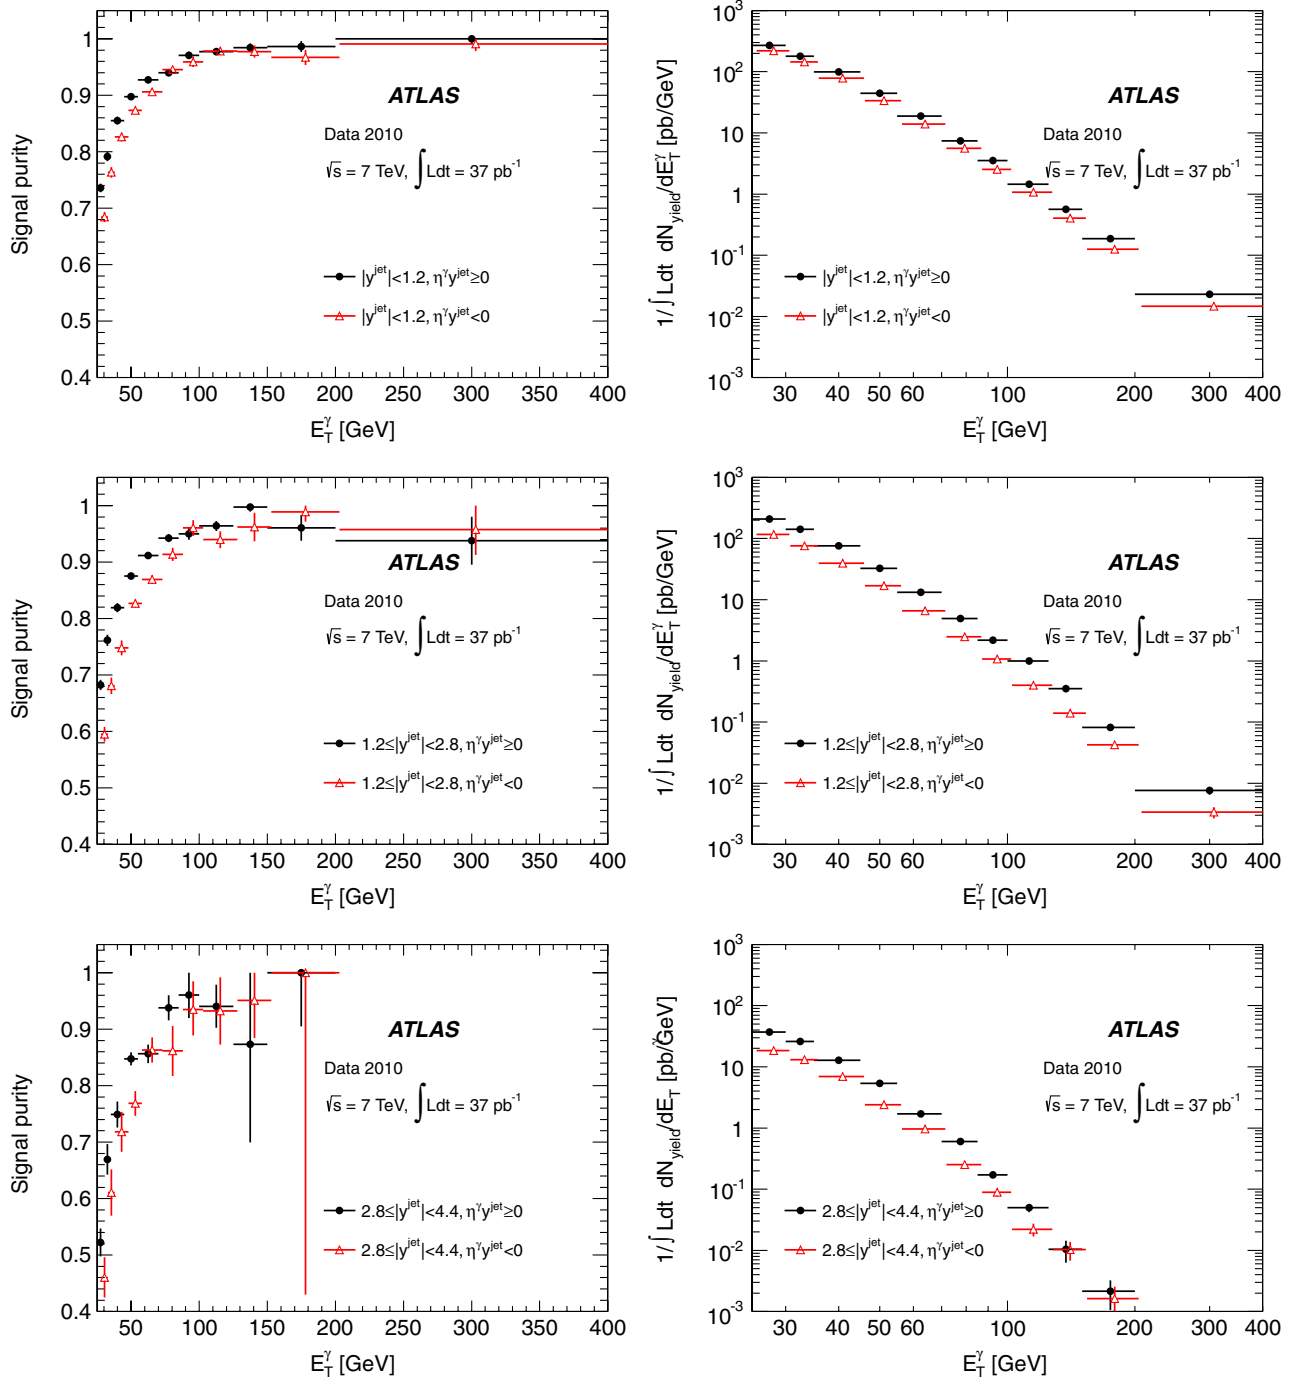 Signal purity
1
0.9
0.8
0.7
0.6
0.5
0.4
ATLAS
Data 2010
√s = 7 TeV, ∫Ldt = 37 pb⁻¹
|y^jet|<1.2, η^γy^jet≥0
|y^jet|<1.2, η^γy^jet<0
50 100 150 200 250 300 350 400
E_T^γ [GeV]
1/∫Ldt dN_yield/dE_T^γ [pb/GeV]
10³
10²
10
1
10⁻¹
10⁻²
10⁻³
ATLAS
Data 2010
√s = 7 TeV, ∫Ldt = 37 pb⁻¹
|y^jet|<1.2, η^γy^jet≥0
|y^jet|<1.2, η^γy^jet<0
30 40 50 60 100 200 300 400
E_T^γ [GeV]
Signal purity
1
0.9
0.8
0.7
0.6
0.5
0.4
ATLAS
Data 2010
√s = 7 TeV, ∫Ldt = 37 pb⁻¹
1.2≤|y^jet|<2.8, η^γy^jet≥0
1.2≤|y^jet|<2.8, η^γy^jet<0
50 100 150 200 250 300 350 400
E_T^γ [GeV]
1/∫Ldt dN_yield/dE_T^γ [pb/GeV]
10³
10²
10
1
10⁻¹
10⁻²
10⁻³
ATLAS
Data 2010
√s = 7 TeV, ∫Ldt = 37 pb⁻¹
1.2≤|y^jet|<2.8, η^γy^jet≥0
1.2≤|y^jet|<2.8, η^γy^jet<0
30 40 50 60 100 200 300 400
E_T^γ [GeV]
Signal purity
1
0.9
0.8
0.7
0.6
0.5
0.4
ATLAS
Data 2010
√s = 7 TeV, ∫Ldt = 37 pb⁻¹
2.8≤|y^jet|<4.4, η^γy^jet≥0
2.8≤|y^jet|<4.4, η^γy^jet<0
50 100 150 200 250 300 350 400
E_T^γ [GeV]
1/∫Ldt dN_yield/dE_T^γ [pb/GeV]
10³
10²
10
1
10⁻¹
10⁻²
10⁻³
ATLAS
Data 2010
√s = 7 TeV, ∫Ldt = 37 pb⁻¹
2.8≤|y^jet|<4.4, η^γy^jet≥0
2.8≤|y^jet|<4.4, η^γy^jet<0
30 40 50 60 100 200 300 400
E_T^γ [GeV]